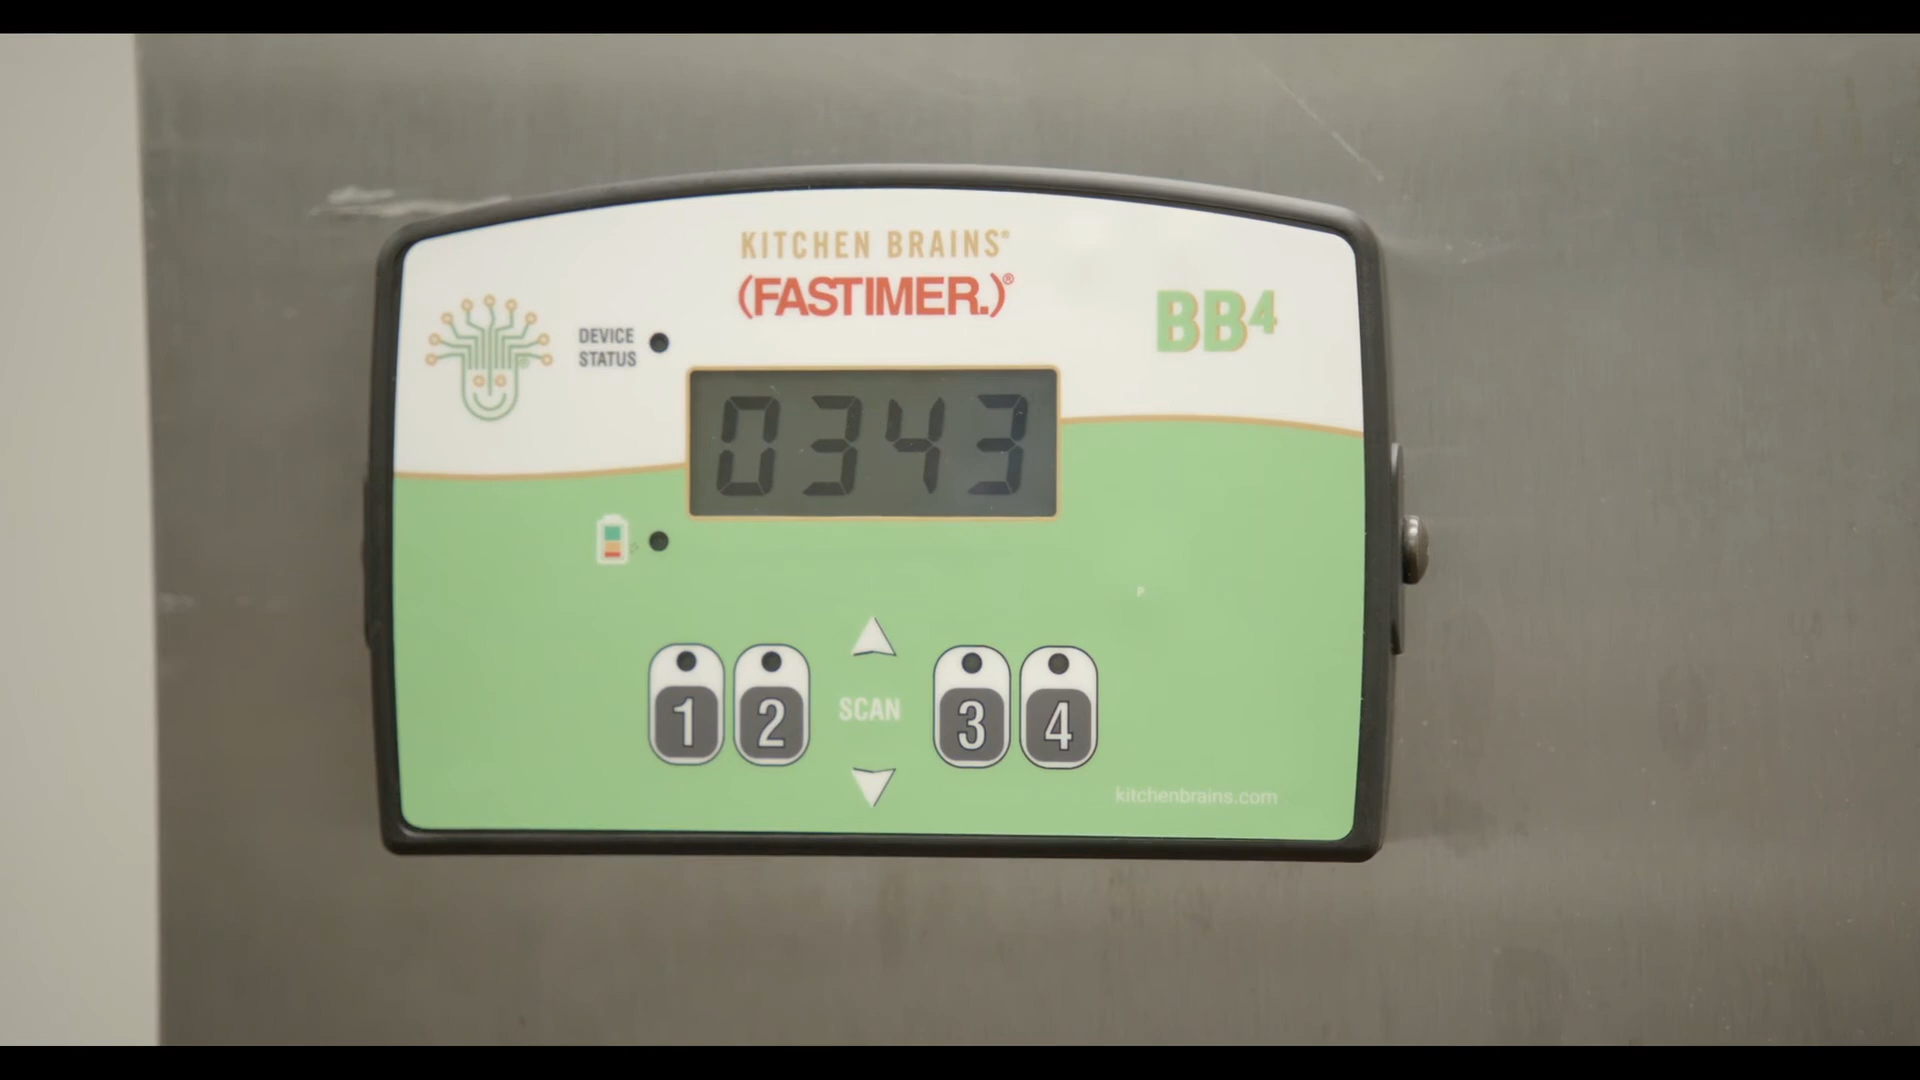 KITCHEN BRAINS®
(FASTIMER.)®
BB4
DEVICE
STATUS
0343
1 2 SCAN 3 4
kitchenbrains.com